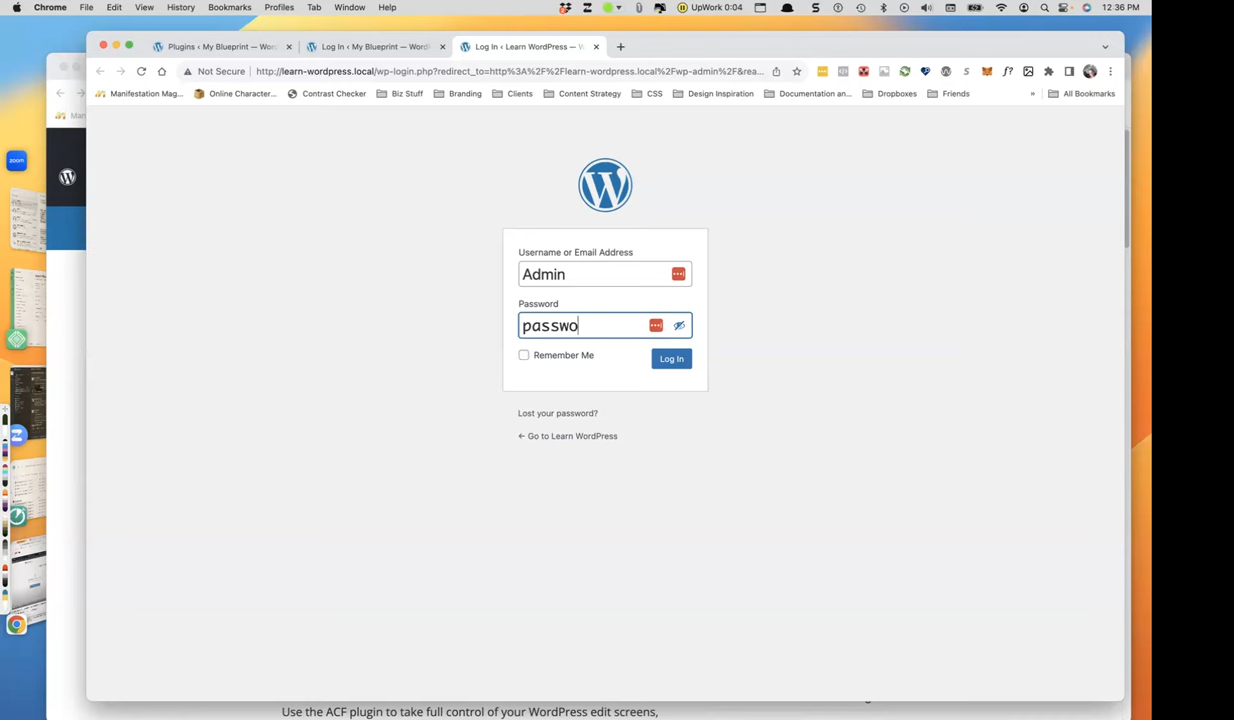 Chrome File Edit View History Bookmarks Profiles Tab Window Help UpWork 0:04 12:36 PM
Plugins ‹ My Blueprint — Wor Log In ‹ My Blueprint — WordP Log In ‹ Learn WordPress — W
Not Secure http://learn-wordpress.local/wp-login.php?redirect_to=http%3A%2F%2Flearn-wordpress.local%2Fwp-admin%2F&rea...
Manifestation Mag... Online Character... Contrast Checker Biz Stuff Branding Clients Content Strategy CSS Design Inspiration Documentation an... Dropboxes Friends » All Bookmarks
zoom
Username or Email Address
Admin
Password
passwo
Remember Me
Log In
Lost your password?
← Go to Learn WordPress
Use the ACF plugin to take full control of your WordPress edit screens,